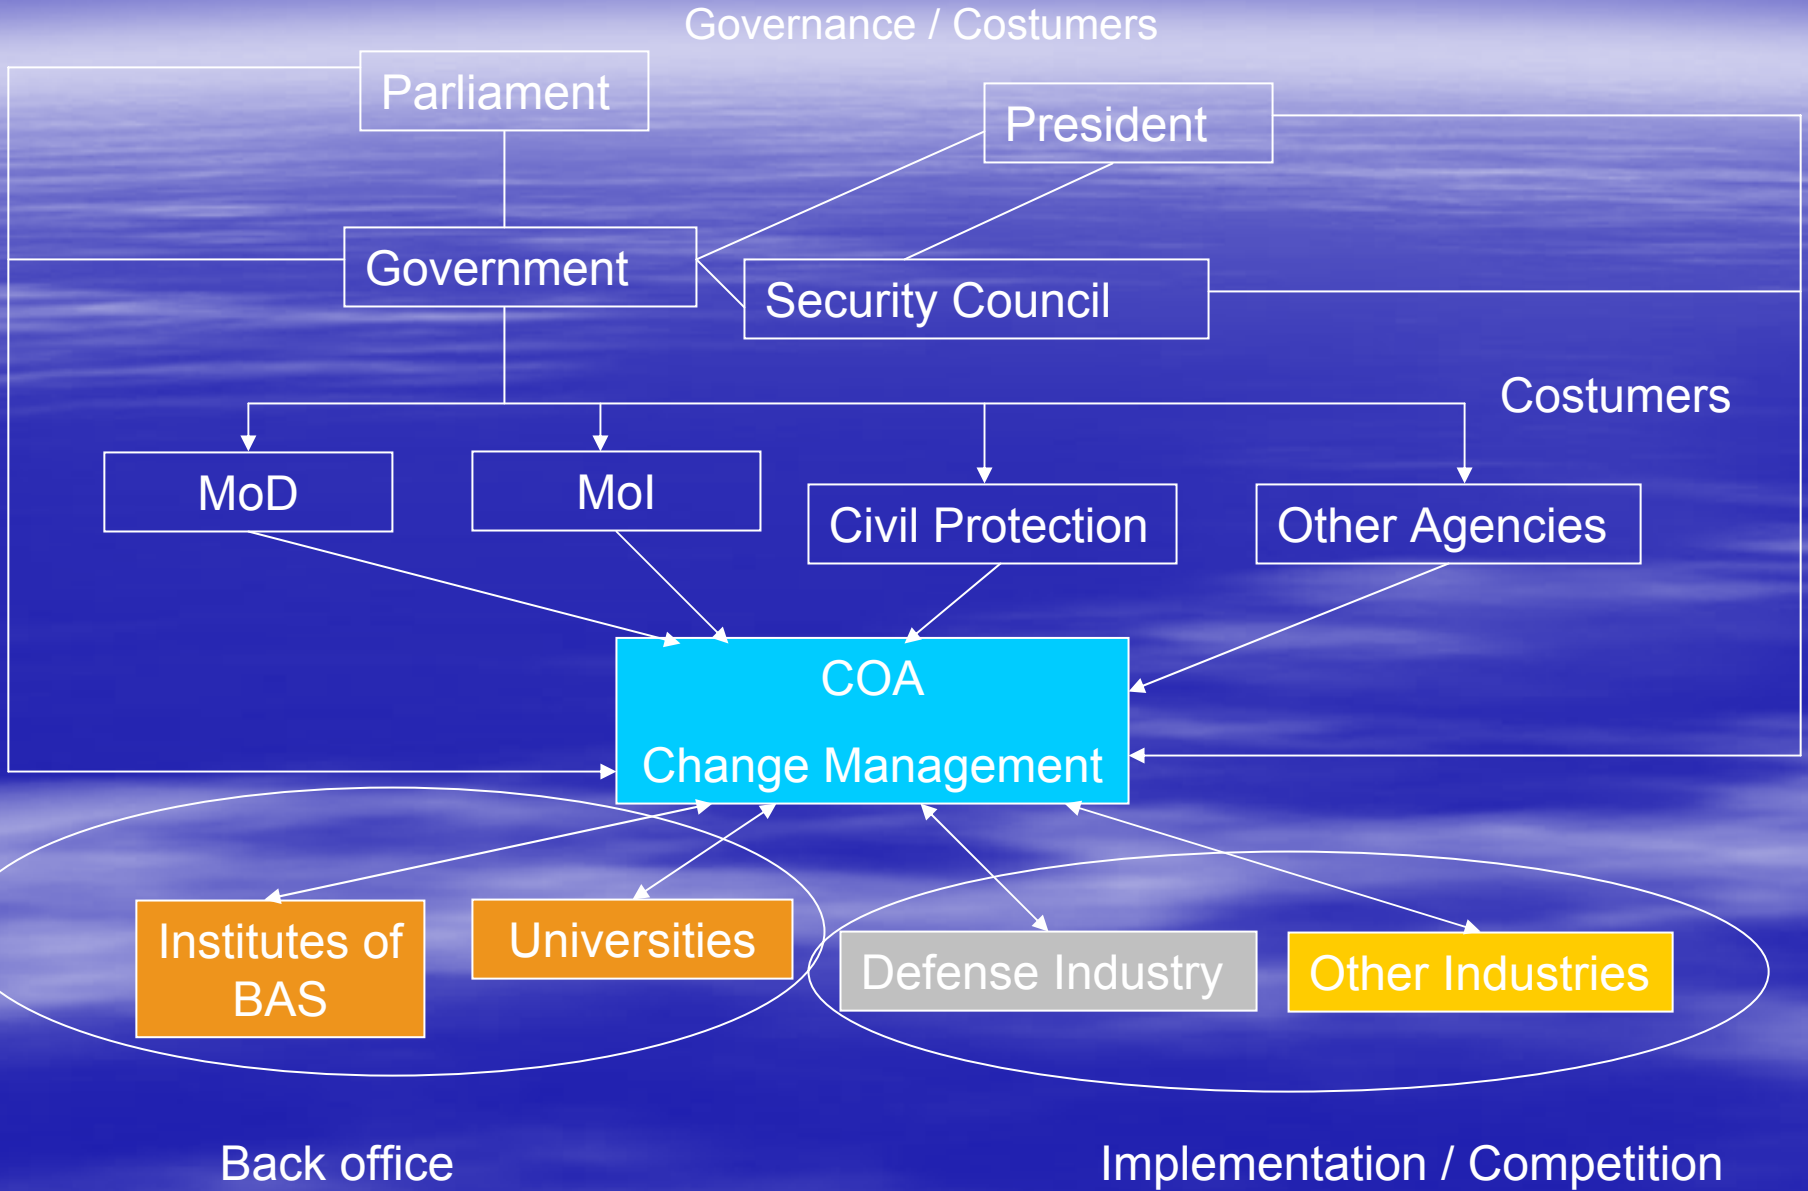 Governance / Costumers
Parliament
President
Government
Security Council
Costumers
MoD
MoI
Civil Protection
Other Agencies
COA
Change Management
Institutes of
BAS
Universities
Defense Industry
Other Industries
Back office
Implementation / Competition